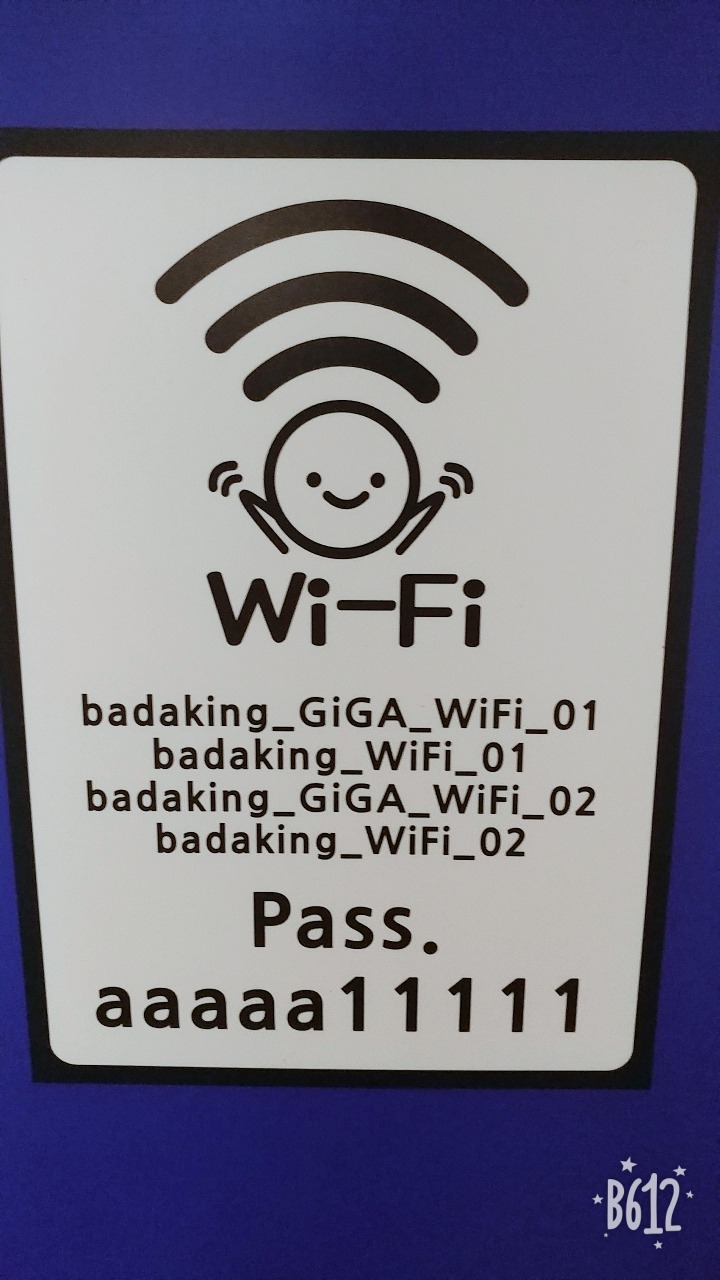 Wi-Fi
badaking_GiGA_WiFi_01
badaking_WiFi_01
badaking_GiGA_WiFi_02
badaking_WiFi_02
Pass.
aaaaa11111
B612